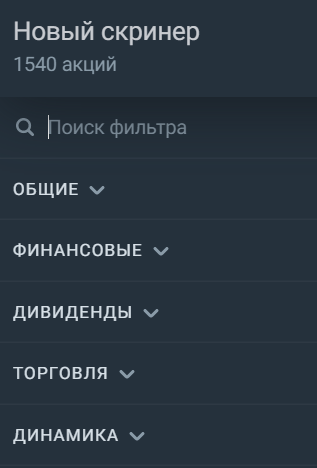 Новый скринер
1540 акций
Поиск фильтра
ОБЩИЕ
ФИНАНСОВЫЕ
ДИВИДЕНДЫ
ТОРГОВЛЯ
ДИНАМИКА